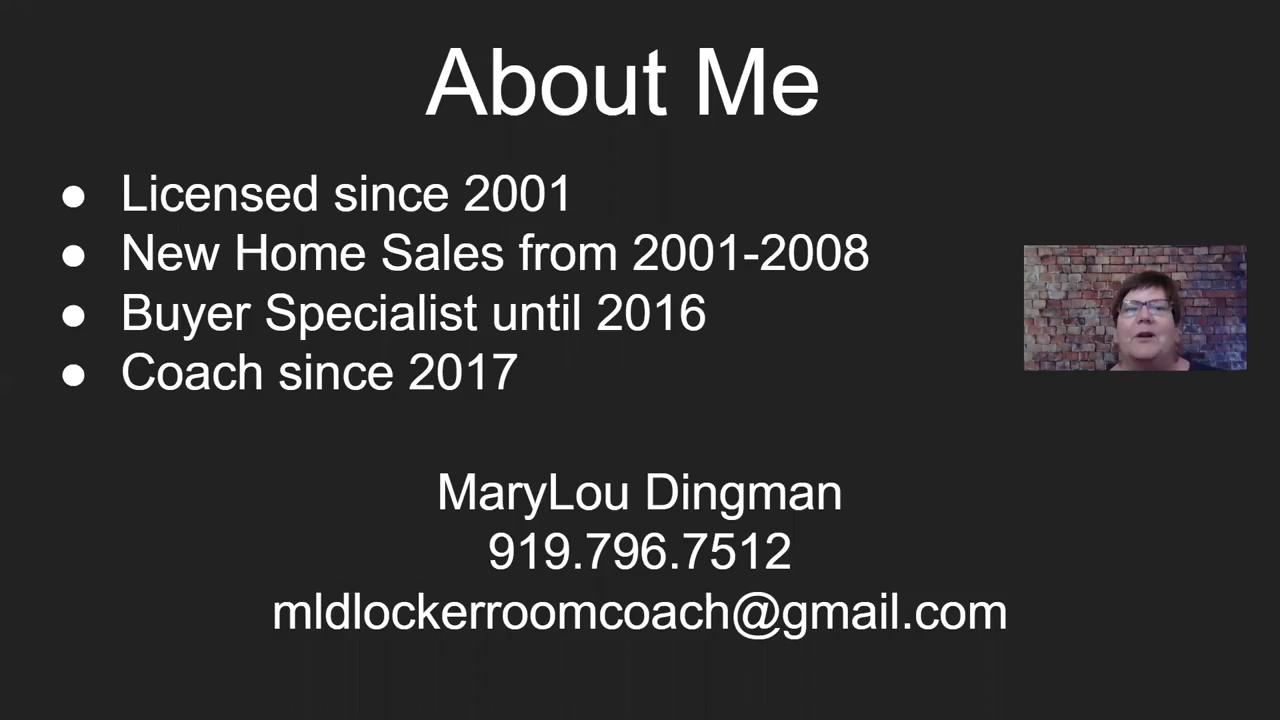 About Me
● Licensed since 2001
● New Home Sales from 2001-2008
● Buyer Specialist until 2016
● Coach since 2017
MaryLou Dingman
919.796.7512
mldlockerroomcoach@gmail.com